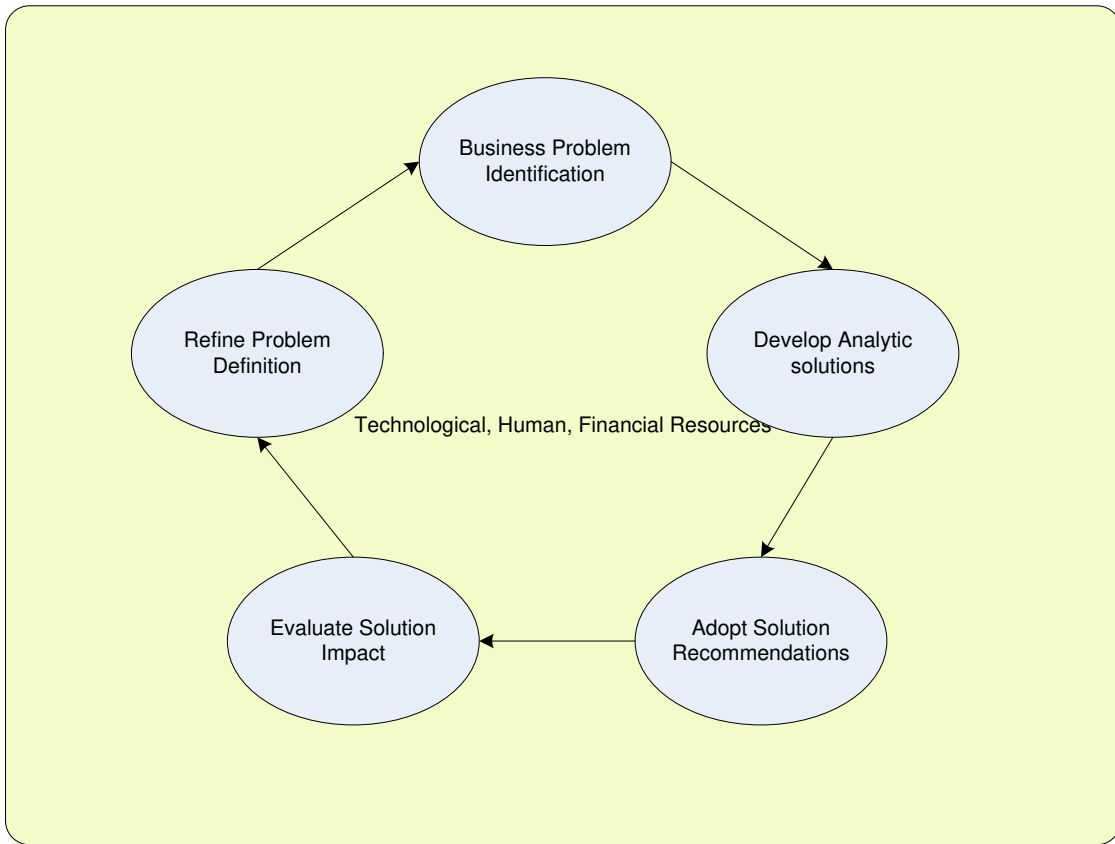 Business Problem
Identification
Refine Problem
Definition
Develop Analytic
solutions
Technological, Human, Financial Resources
Evaluate Solution
Impact
Adopt Solution
Recommendations